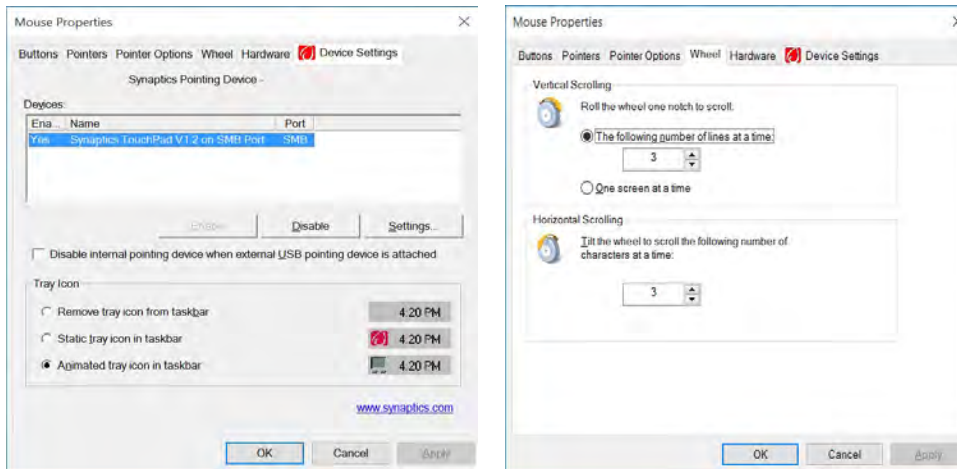 Mouse Properties
Buttons Pointers Pointer Options Wheel Hardware Device Settings
Synaptics Pointing Device -
Devices:
Ena... Name Port
Yes Synaptics TouchPad V1.2 on SMB Port SMB
Enable Disable Settings...
Disable internal pointing device when external USB pointing device is attached
Tray Icon
Remove tray icon from taskbar 4:20 PM
Static tray icon in taskbar 4:20 PM
Animated tray icon in taskbar 4:20 PM
www.synaptics.com
OK Cancel Apply
Mouse Properties
Buttons Pointers Pointer Options Wheel Hardware Device Settings
Vertical Scrolling
Roll the wheel one notch to scroll:
The following number of lines at a time:
3
One screen at a time
Horizontal Scrolling
Tilt the wheel to scroll the following number of
characters at a time:
3
OK Cancel Apply